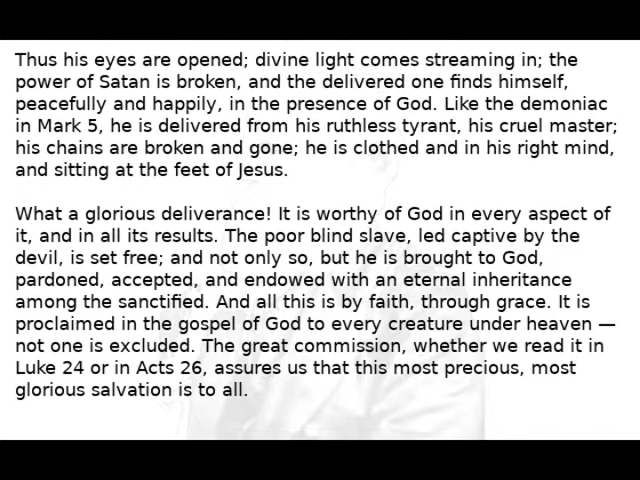 Thus his eyes are opened; divine light comes streaming in; the
power of Satan is broken, and the delivered one finds himself,
peacefully and happily, in the presence of God. Like the demoniac
in Mark 5, he is delivered from his ruthless tyrant, his cruel master;
his chains are broken and gone; he is clothed and in his right mind,
and sitting at the feet of Jesus.

What a glorious deliverance! It is worthy of God in every aspect of
it, and in all its results. The poor blind slave, led captive by the
devil, is set free; and not only so, but he is brought to God,
pardoned, accepted, and endowed with an eternal inheritance
among the sanctified. And all this is by faith, through grace. It is
proclaimed in the gospel of God to every creature under heaven —
not one is excluded. The great commission, whether we read it in
Luke 24 or in Acts 26, assures us that this most precious, most
glorious salvation is to all.